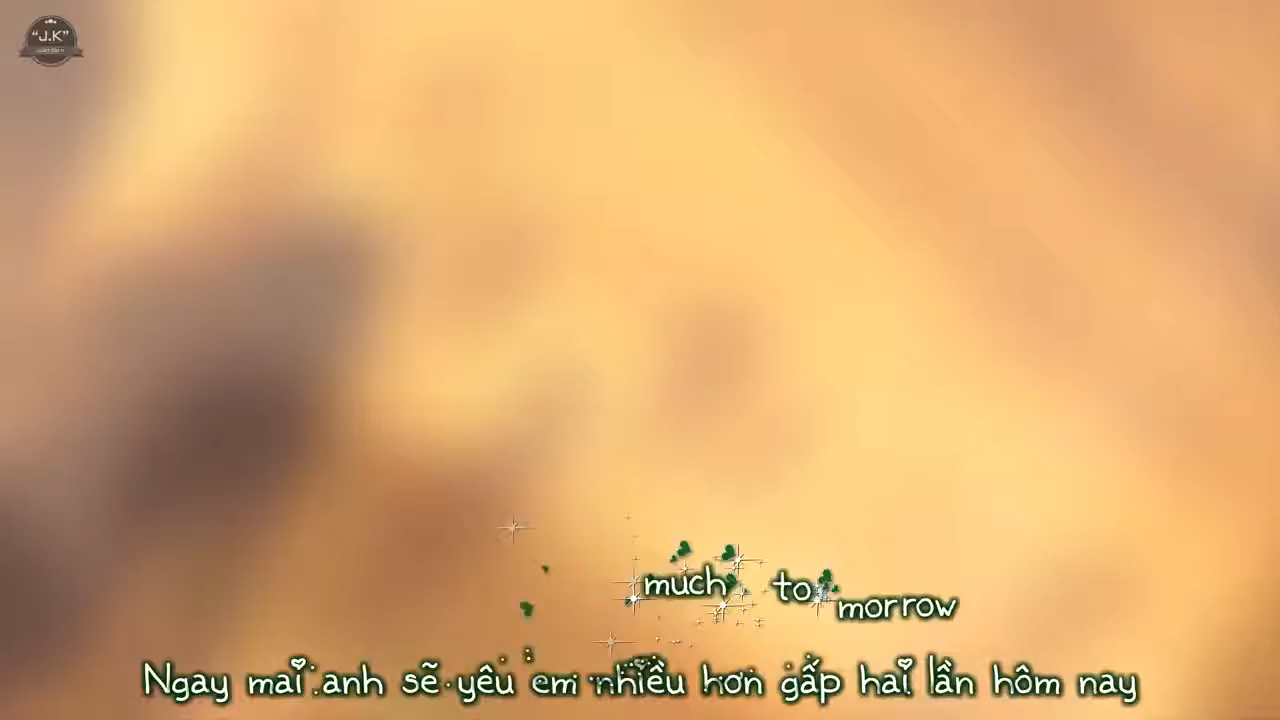 "J.K"
much to morrow
Ngay mai anh sẽ yêu em nhiều hơn gấp hai lần hôm nay